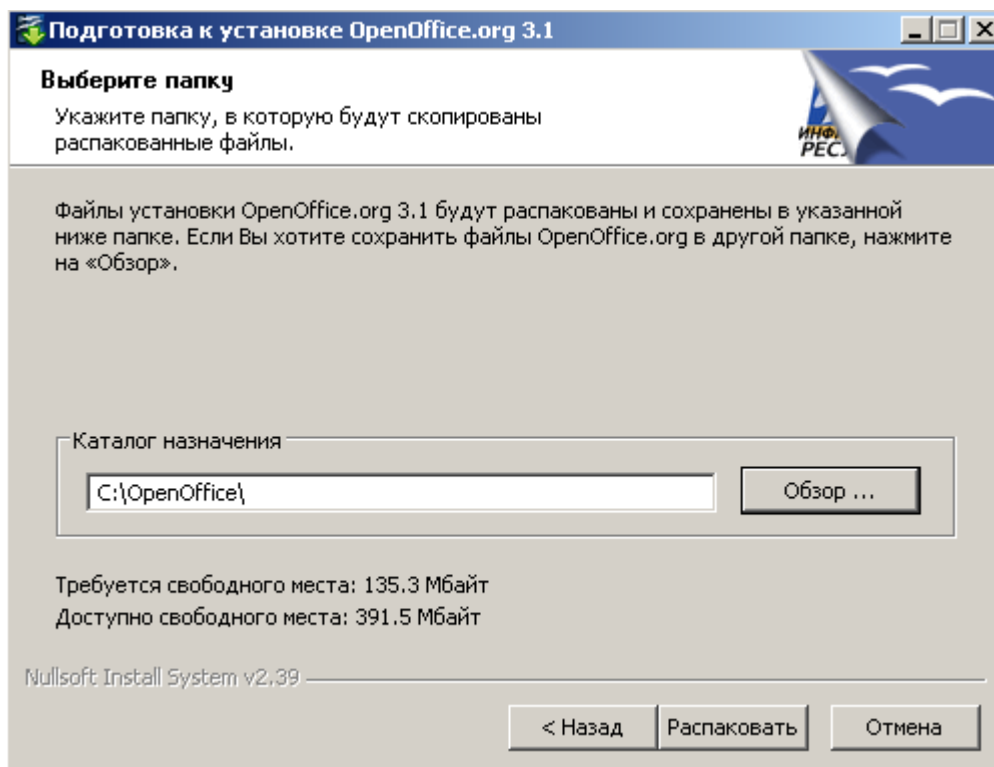 Подготовка к установке OpenOffice.org 3.1
Выберите папку
Укажите папку, в которую будут скопированы
распакованные файлы.
Файлы установки OpenOffice.org 3.1 будут распакованы и сохранены в указанной
ниже папке. Если Вы хотите сохранить файлы OpenOffice.org в другой папке, нажмите
на «Обзор».
Каталог назначения
C:\OpenOffice\
Обзор ...
Требуется свободного места: 135.3 Мбайт
Доступно свободного места: 391.5 Мбайт
Nullsoft Install System v2.39
< Назад
Распаковать
Отмена